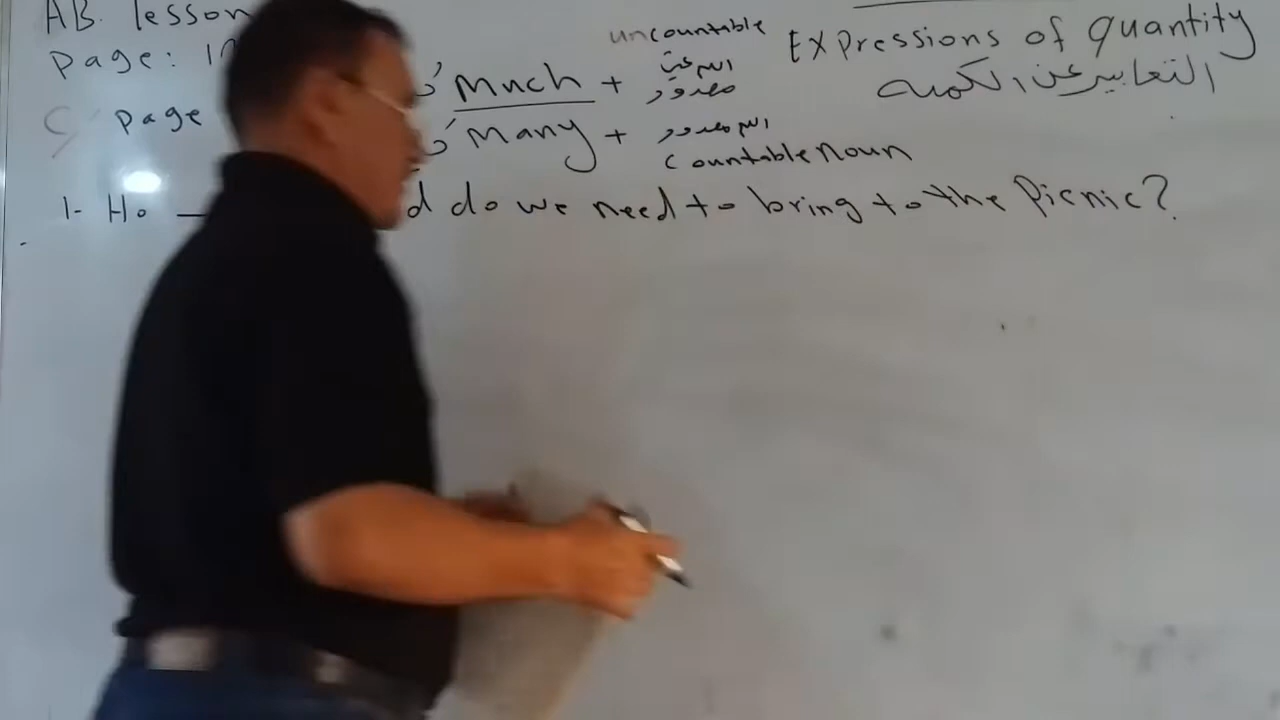 AB. lesson
Expressions of quantity
التعابير عن الكمية
Page:
uncountable
Much + اسم غير معدود
C/ page
Many + اسم معدود
countable noun
1- Ho d do we need to bring to the picnic?